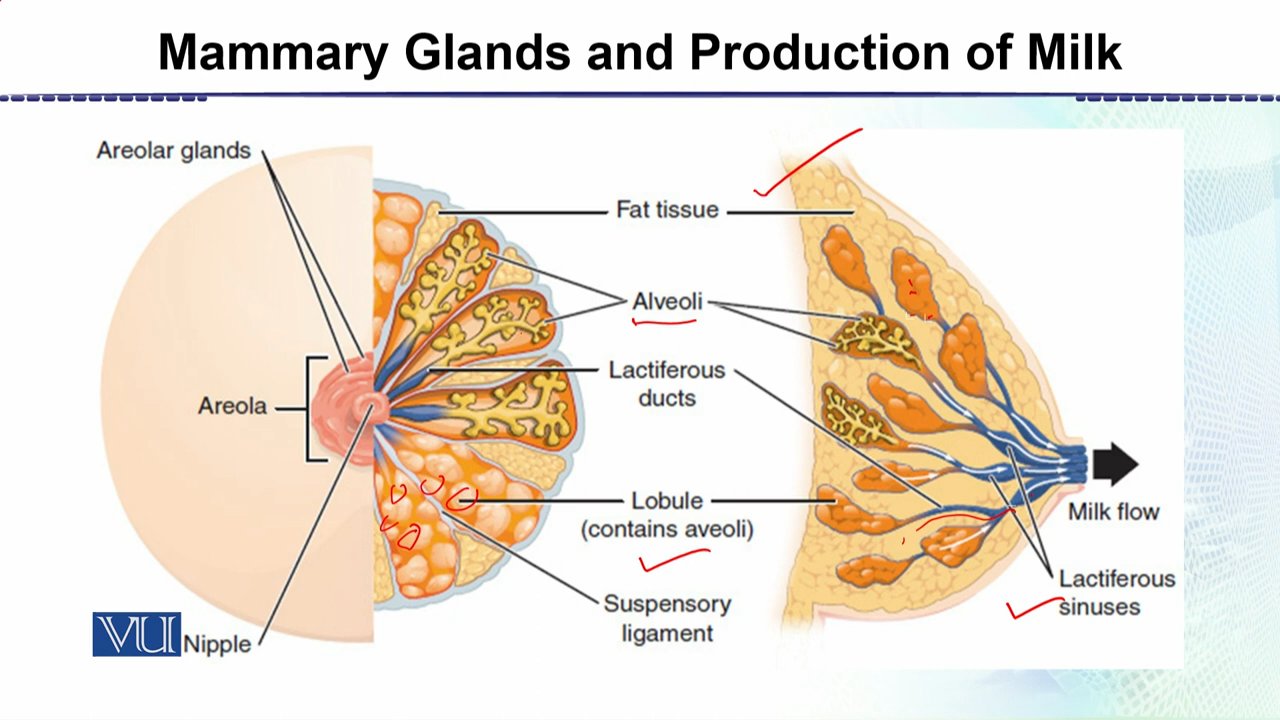 Mammary Glands and Production of Milk
Areolar glands
Fat tissue
Alveoli
Lactiferous
ducts
Areola
Lobule
(contains aveoli)
Milk flow
Lactiferous
sinuses
Suspensory
ligament
VU
Nipple